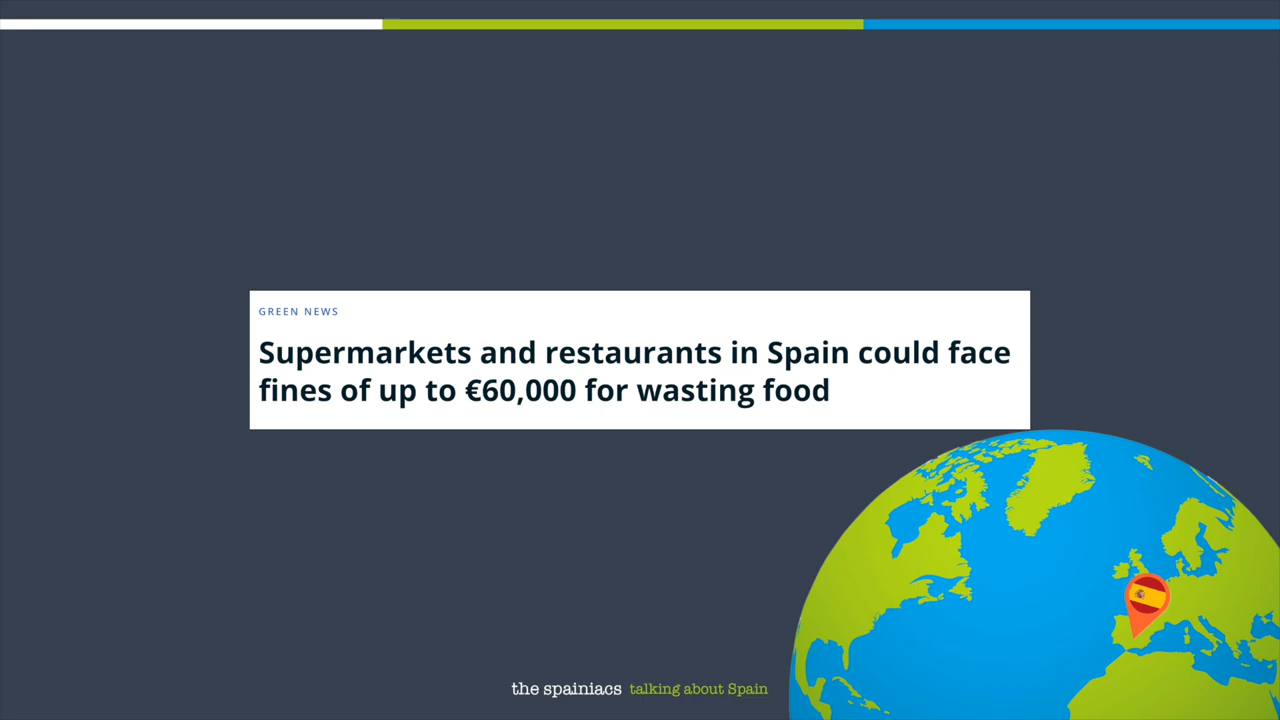 GREEN NEWS
Supermarkets and restaurants in Spain could face
fines of up to €60,000 for wasting food
the spainiacs talking about Spain